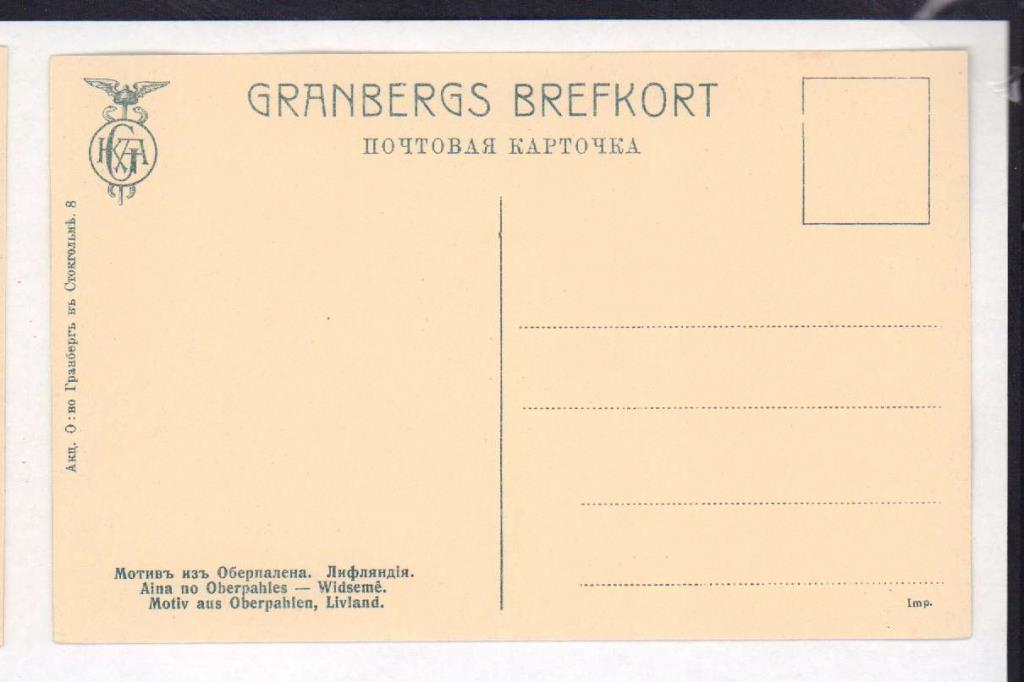 GRANBERGS BREFKORT
ПОЧТОВАЯ КАРТОЧКА
Акц. О:во Гранбергъ въ Стокгольмѣ. 8
Мотивъ изъ Оберпалена. Лифляндія.
Aina no Oberpahles — Widsemê.
Motiv aus Oberpahlen, Livland.
Imp.